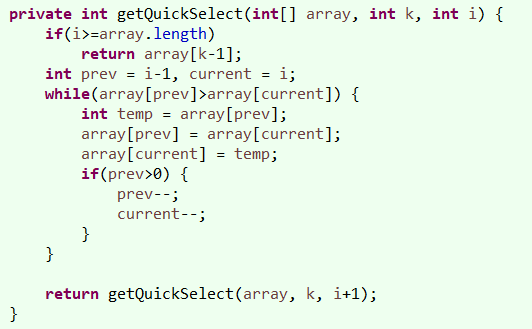 private int getQuickSelect(int[] array, int k, int i) {
    if(i>=array.length)
        return array[k-1];
    int prev = i-1, current = i;
    while(array[prev]>array[current]) {
        int temp = array[prev];
        array[prev] = array[current];
        array[current] = temp;
        if(prev>0) {
            prev--;
            current--;
        }
    }

    return getQuickSelect(array, k, i+1);
}